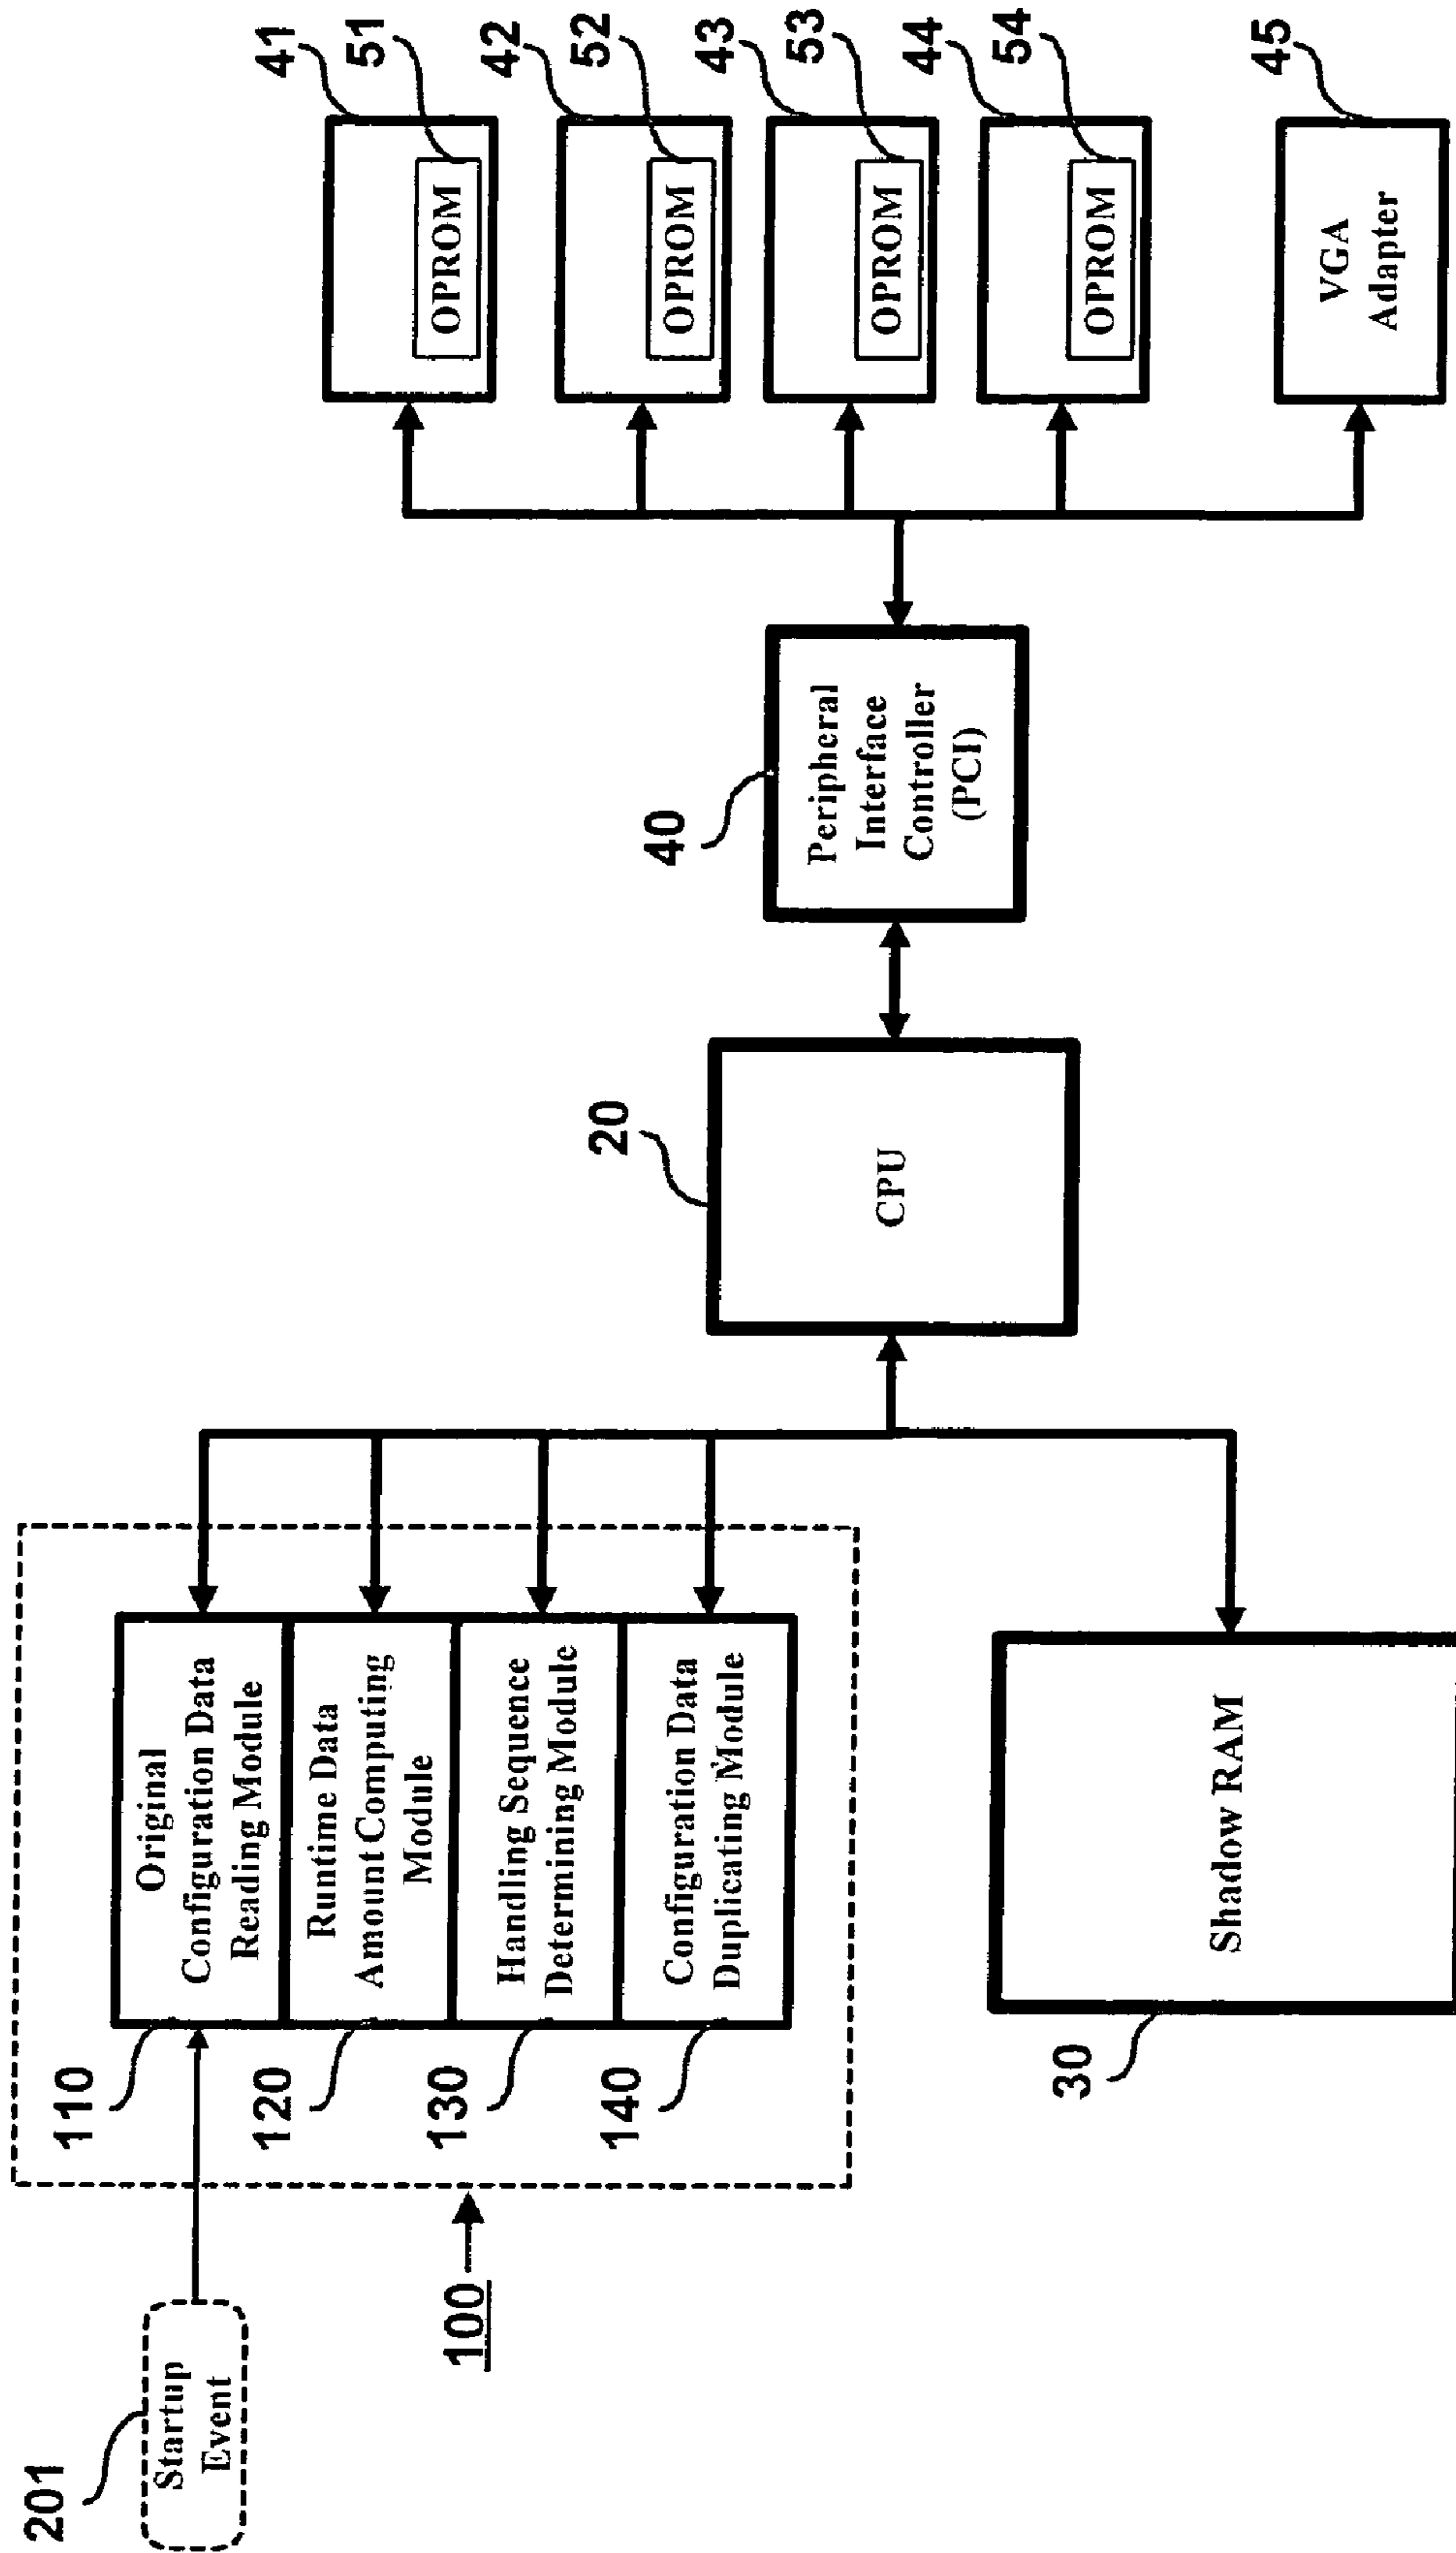 201
Startup
Event
100
110
Original
Configuration Data
Reading Module
120
Runtime Data
Amount Computing
Module
130
Handling Sequence
Determining Module
140
Configuration Data
Duplicating Module
30
Shadow RAM
20
CPU
40
Peripheral
Interface
Controller
(PCI)
41
51
OPROM
42
52
OPROM
43
53
OPROM
44
54
OPROM
45
VGA
Adapter